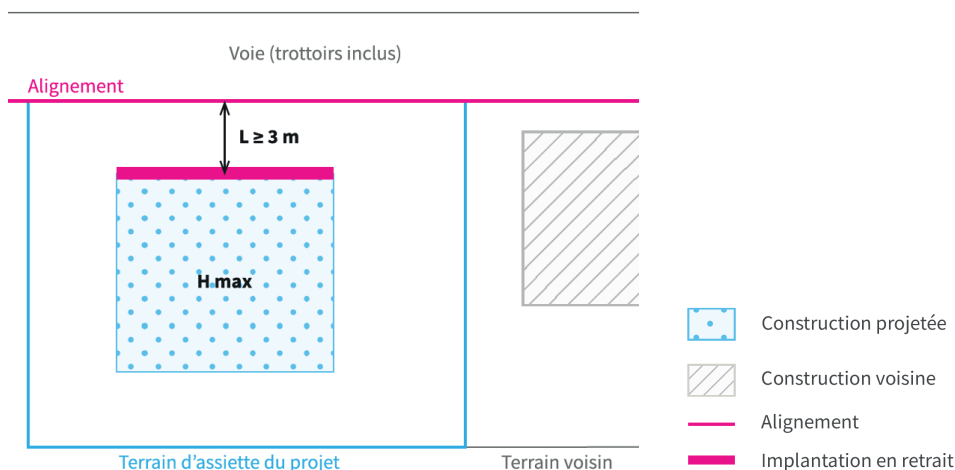 Voie (trottoirs inclus)
Alignement
L ≥ 3 m
H max
Terrain d’assiette du projet
Terrain voisin
Construction projetée
Construction voisine
Alignement
Implantation en retrait